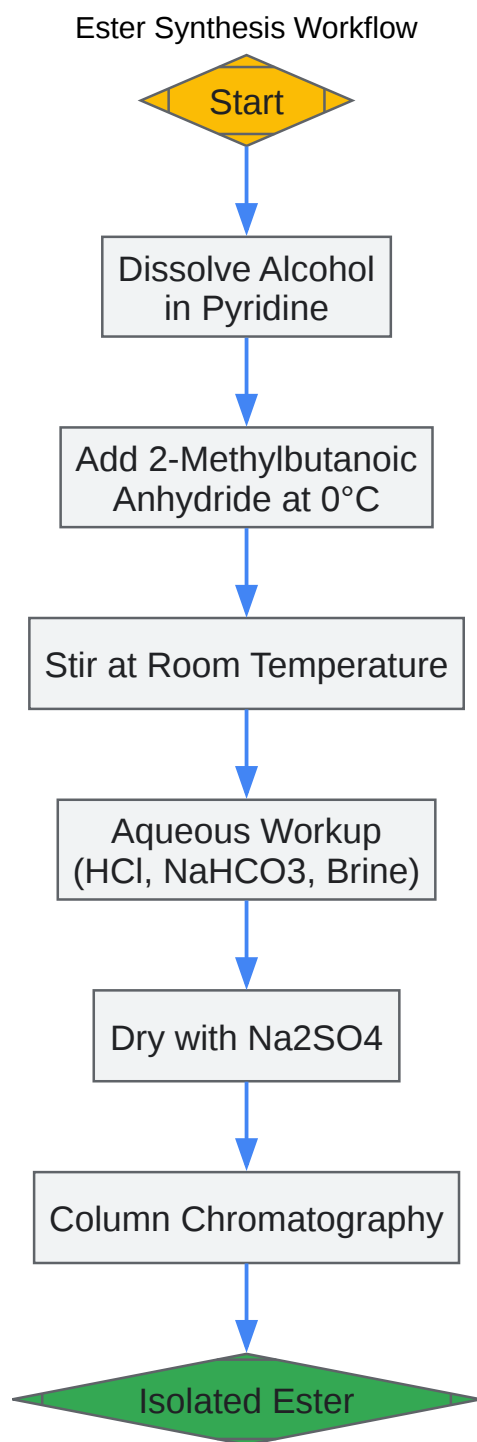 Ester Synthesis Workflow
Start
Dissolve Alcohol
in Pyridine
Add 2-Methylbutanoic
Anhydride at 0°C
Stir at Room Temperature
Aqueous Workup
(HCl, NaHCO3, Brine)
Dry with Na2SO4
Column Chromatography
Isolated Ester